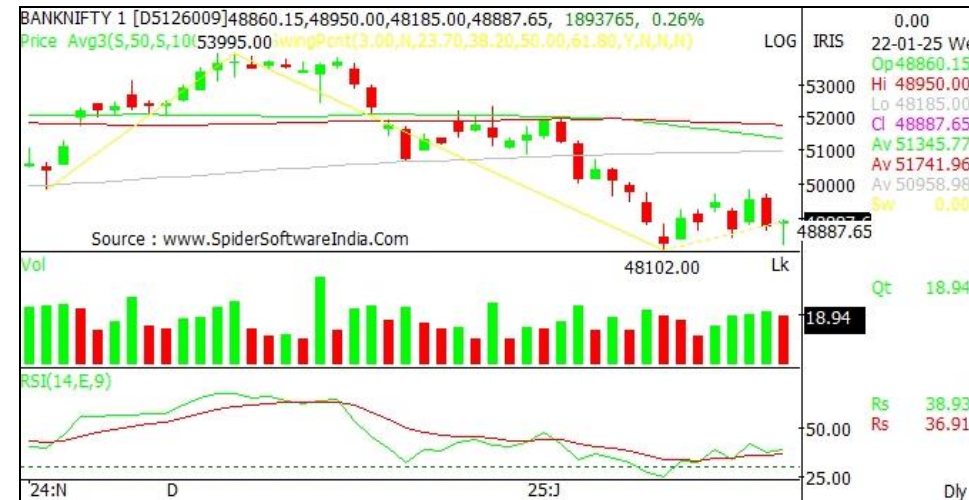 BANKNIFTY 1 [D5126009]48860.15,48950.00,48185.00,48887.65, 1893765, 0.26%
Price Avg3(S,50,S,10(53995.00 SwingPcnt(3.00,N,23.70,38.20,50.00,61.80,Y,N,N,N)
LOG
IRIS
0.00
22-01-25 We
Op48860.15
Hi 48950.00
Lo 48185.00
Cl 48887.65
Av 51345.77
Av 51741.96
Av 50958.98
Sw 0.00
53000
52000
51000
50000
48887.65
Source : www.SpiderSoftwareIndia.Com
48102.00
Lk
Vol
18.94
Qt 18.94
RSI(14,E,9)
50.00
25.00
Rs 38.93
Rs 36.91
'24:N D 25:J
Dly